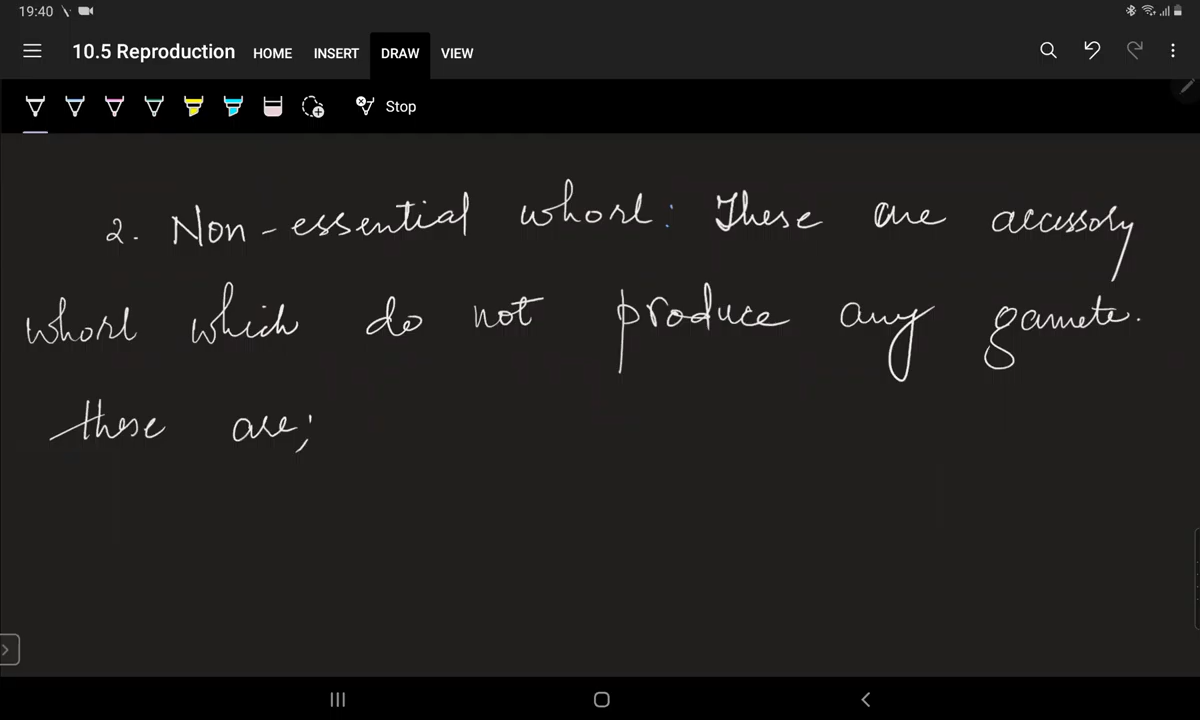 19:40
10.5 Reproduction HOME INSERT DRAW VIEW
Stop
2. Non-essential whorl: These are accessory
whorl which do not produce any gamete.
these are;